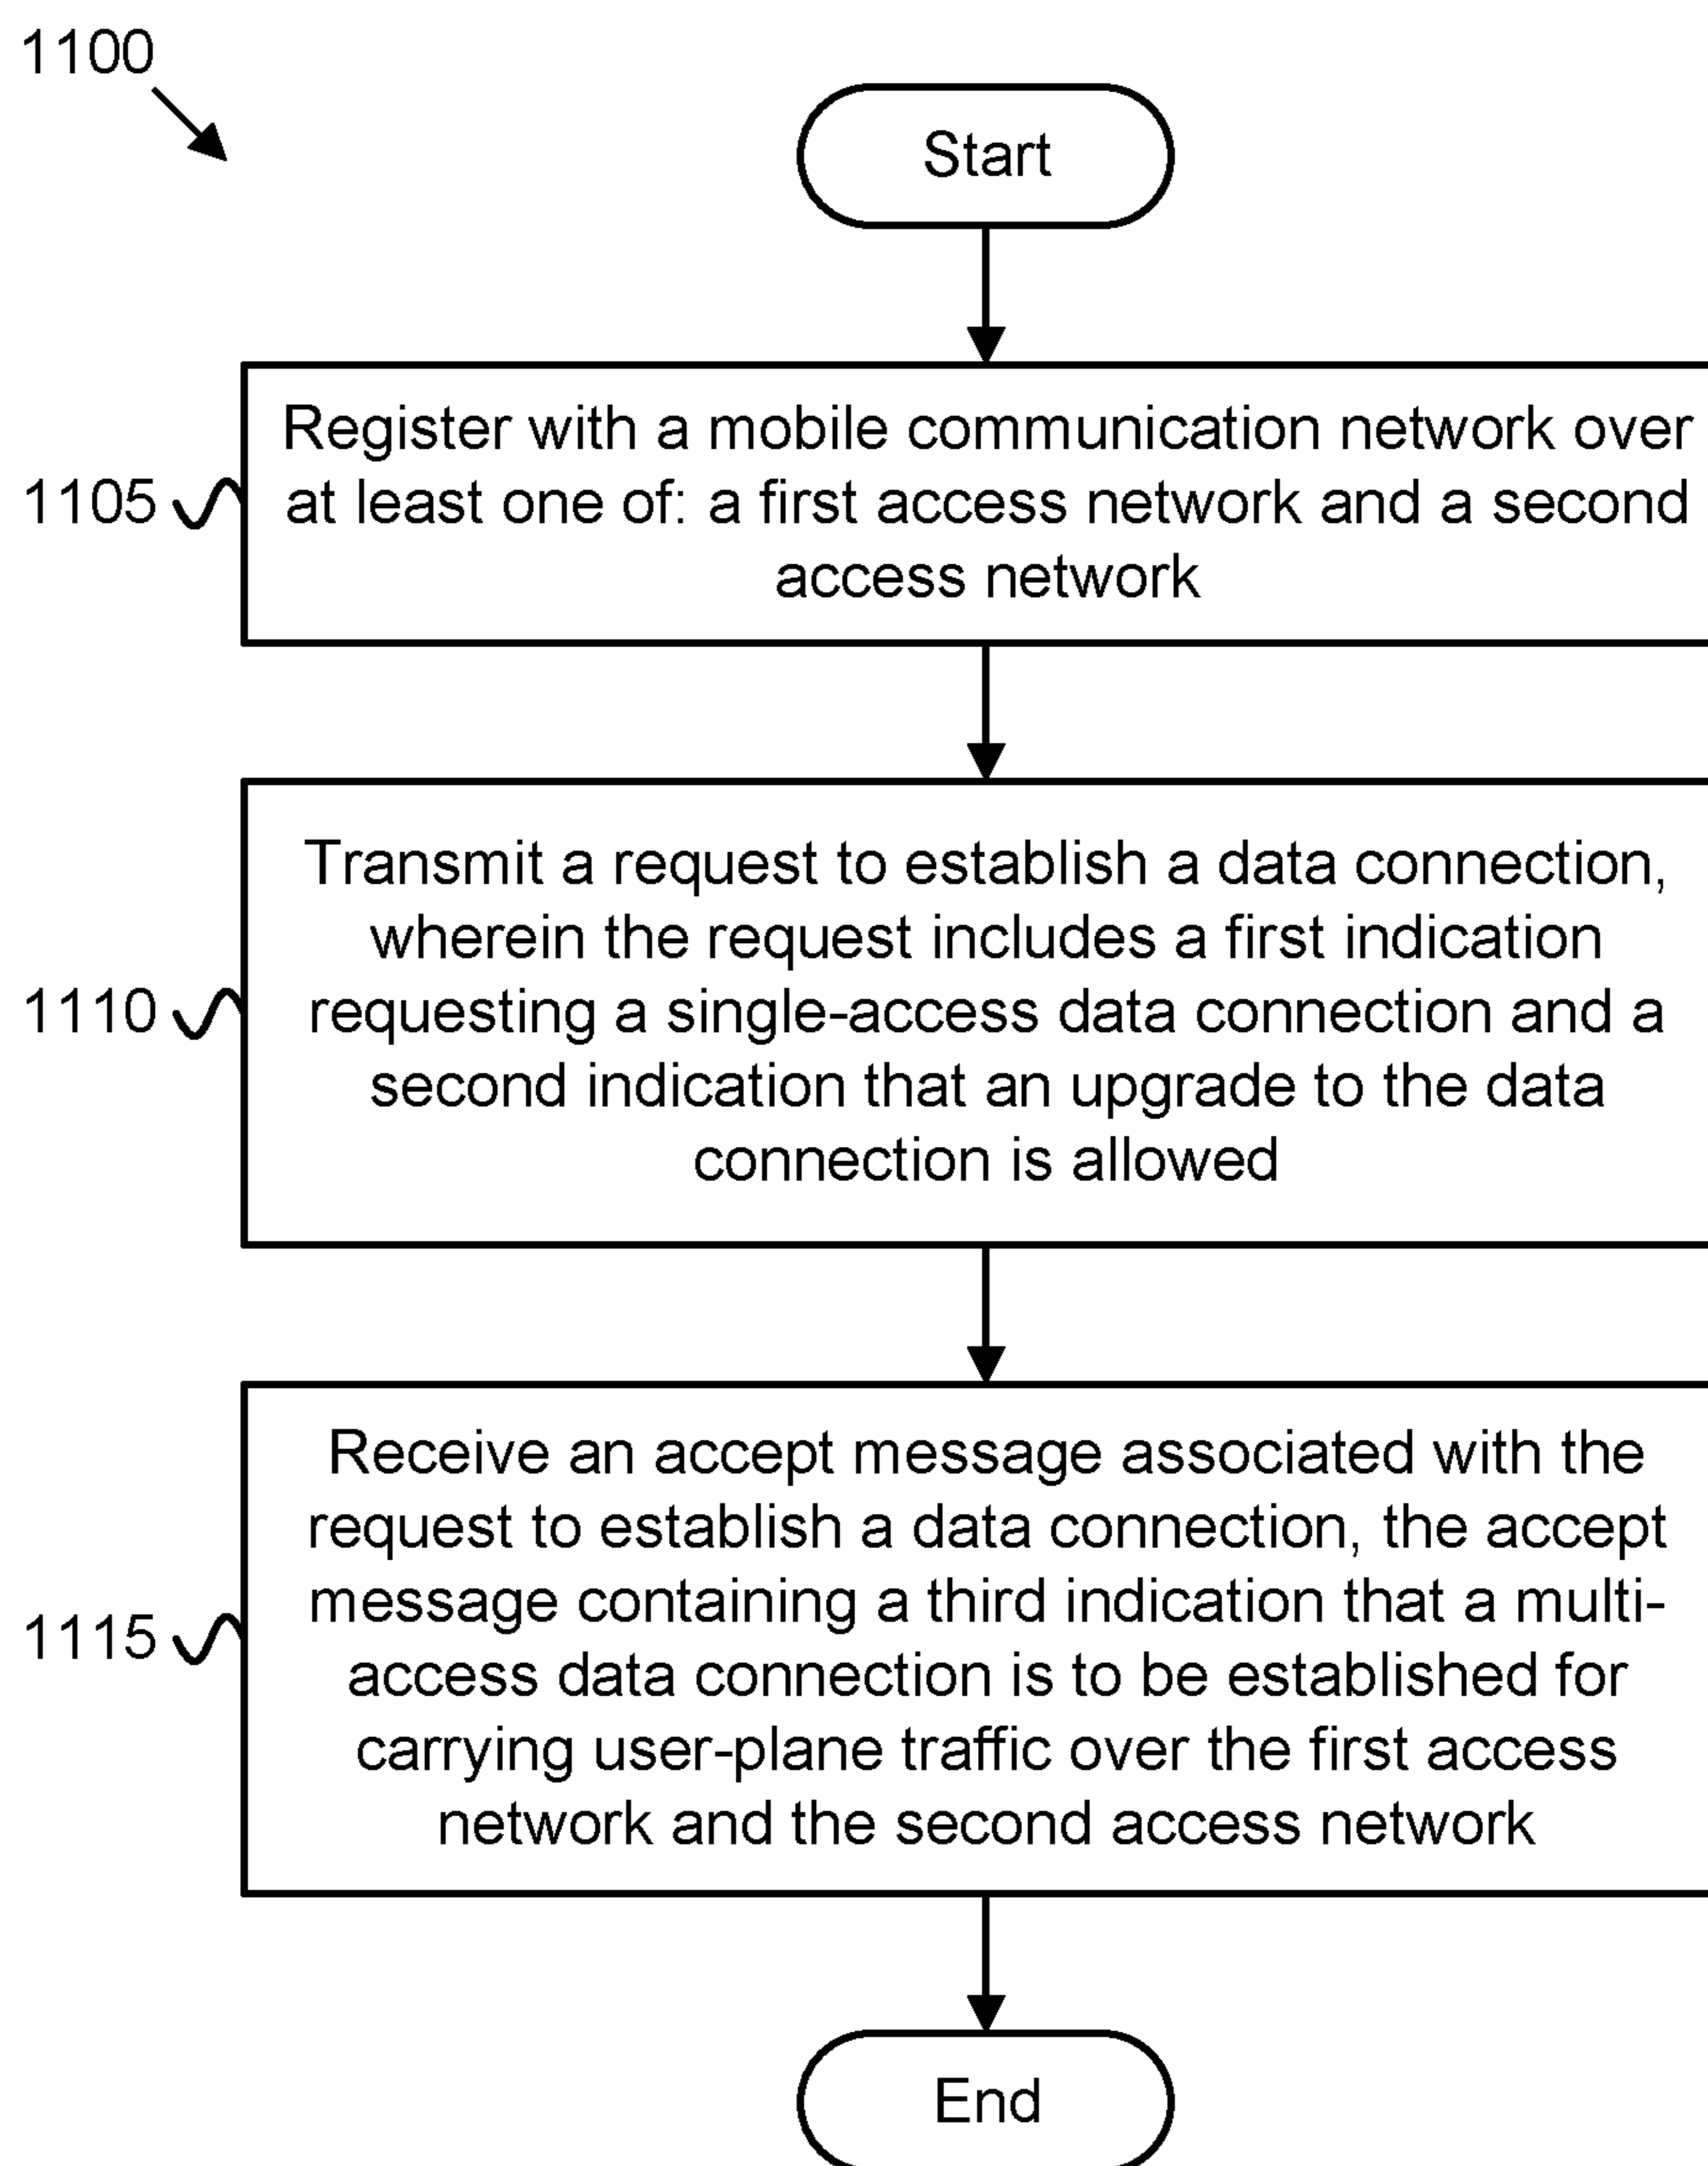 1100
Start
Register with a mobile communication network over
1105 at least one of: a first access network and a second
access network
Transmit a request to establish a data connection,
wherein the request includes a first indication
1110 requesting a single-access data connection and a
second indication that an upgrade to the data
connection is allowed
Receive an accept message associated with the
request to establish a data connection, the accept
message containing a third indication that a multi-
1115
access data connection is to be established for
carrying user-plane traffic over the first access
network and the second access network
End